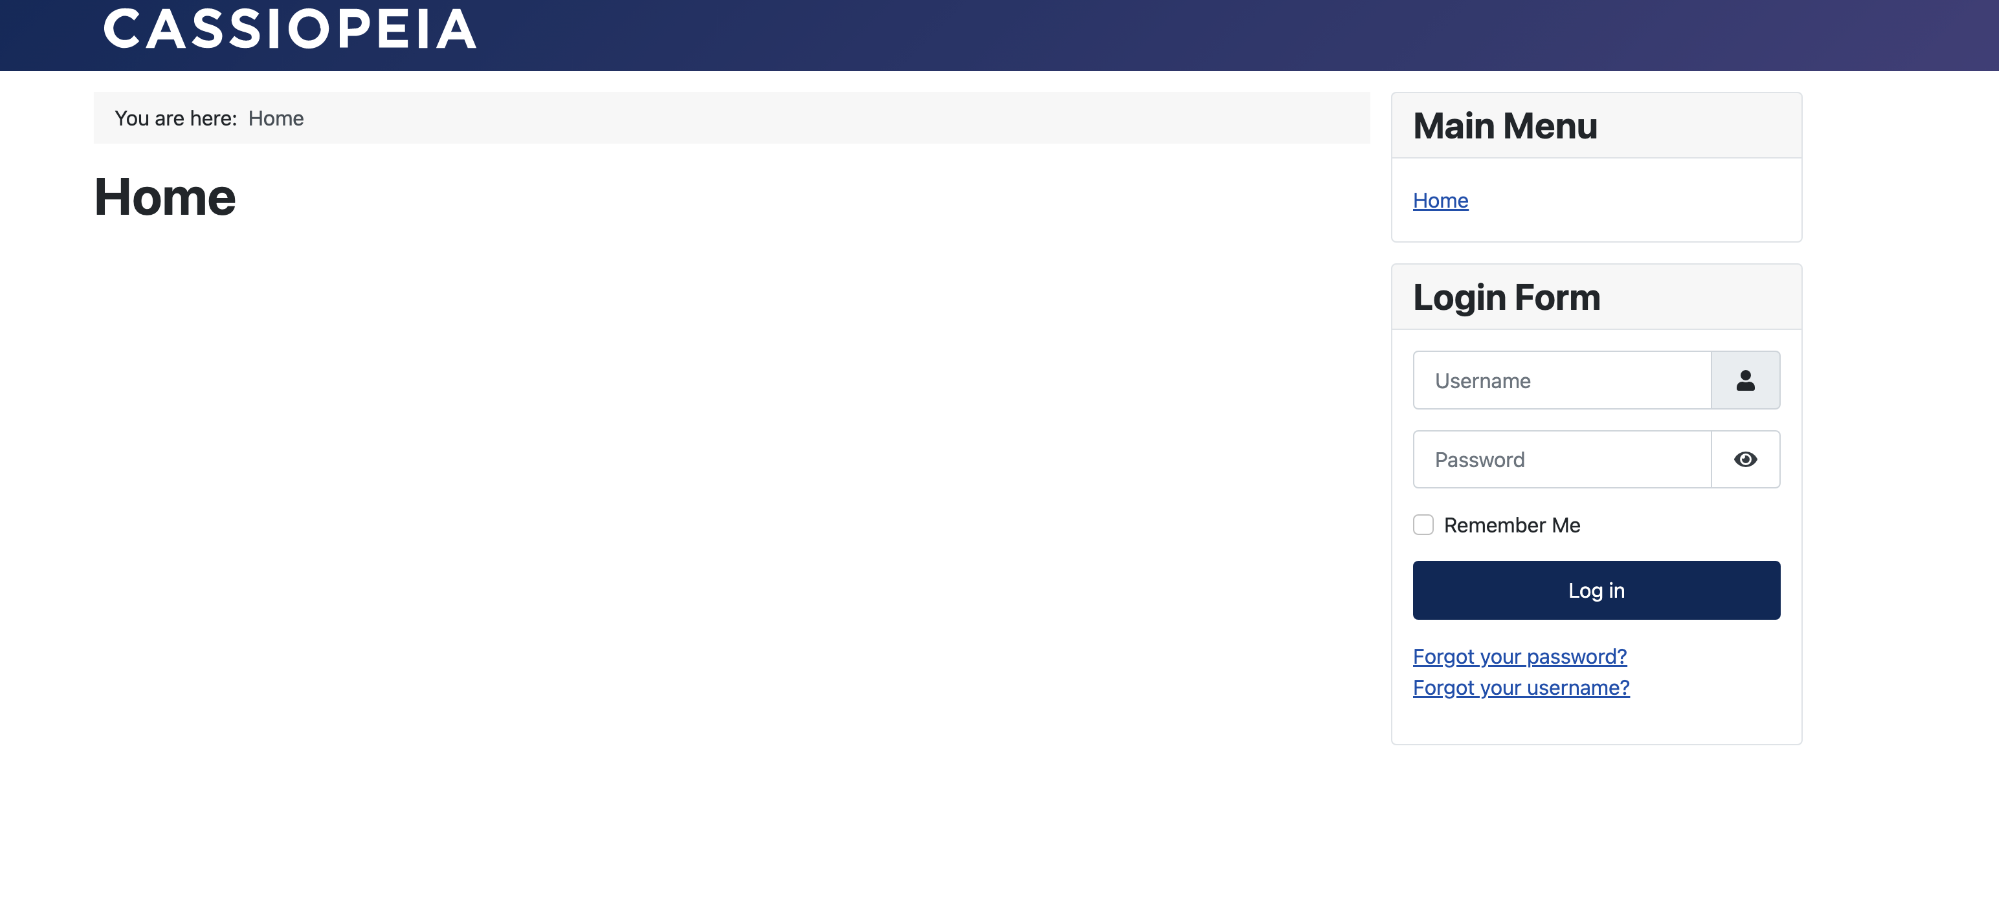 CASSIOPEIA
You are here: Home
Home
Main Menu
Home
Login Form
Username
Password
Remember Me
Log in
Forgot your password?
Forgot your username?